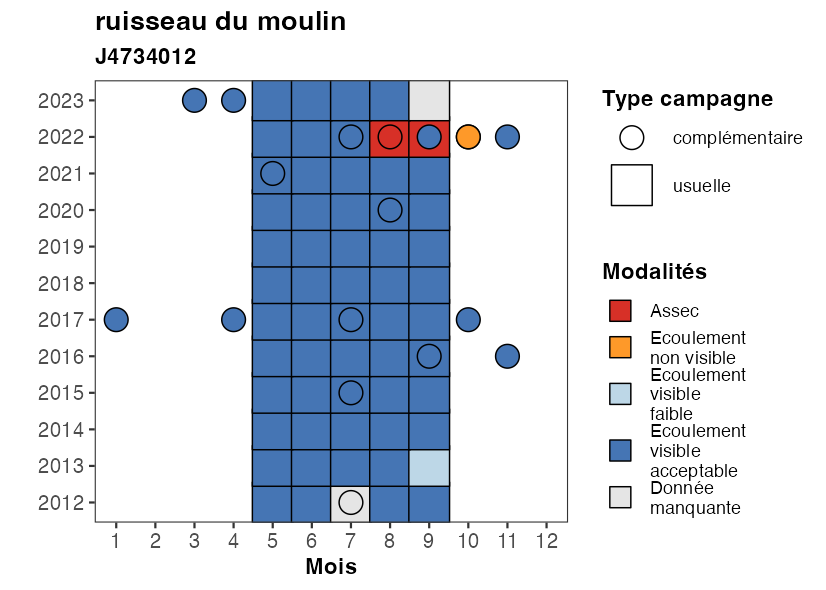 ruisseau du moulin
J4734012
2023
2022
2021
2020
2019
2018
2017
2016
2015
2014
2013
2012
1 2 3 4 5 6 7 8 9 10 11 12
Mois
Type campagne
complémentaire
usuelle
Modalités
Assec
Ecoulement
non visible
Ecoulement
visible
faible
Ecoulement
visible
acceptable
Donnée
manquante